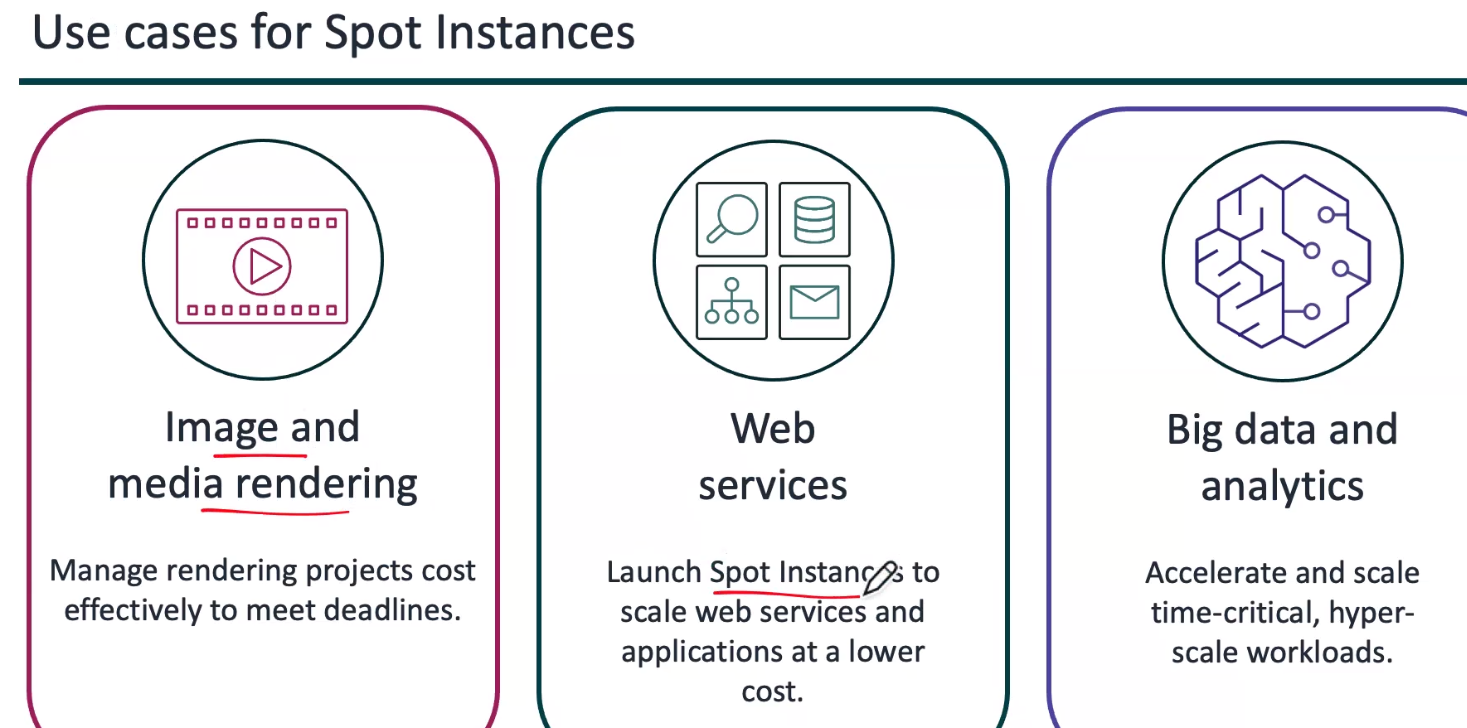 Use cases for Spot Instances
Image and
media rendering
Manage rendering projects cost
effectively to meet deadlines.
Web
services
Launch Spot Instances to
scale web services and
applications at a lower
cost.
Big data and
analytics
Accelerate and scale
time-critical, hyper-
scale workloads.